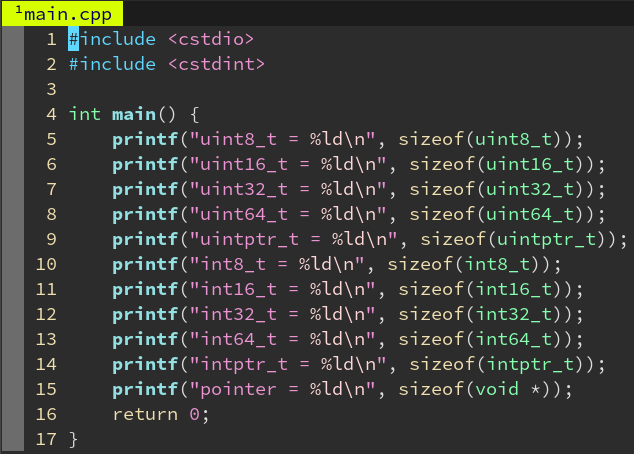 ¹main.cpp
1 #include <cstdio>
2 #include <cstdint>
3
4 int main() {
5     printf("uint8_t = %ld\n", sizeof(uint8_t));
6     printf("uint16_t = %ld\n", sizeof(uint16_t));
7     printf("uint32_t = %ld\n", sizeof(uint32_t));
8     printf("uint64_t = %ld\n", sizeof(uint64_t));
9     printf("uintptr_t = %ld\n", sizeof(uintptr_t));
10     printf("int8_t = %ld\n", sizeof(int8_t));
11     printf("int16_t = %ld\n", sizeof(int16_t));
12     printf("int32_t = %ld\n", sizeof(int32_t));
13     printf("int64_t = %ld\n", sizeof(int64_t));
14     printf("intptr_t = %ld\n", sizeof(intptr_t));
15     printf("pointer = %ld\n", sizeof(void *));
16     return 0;
17 }